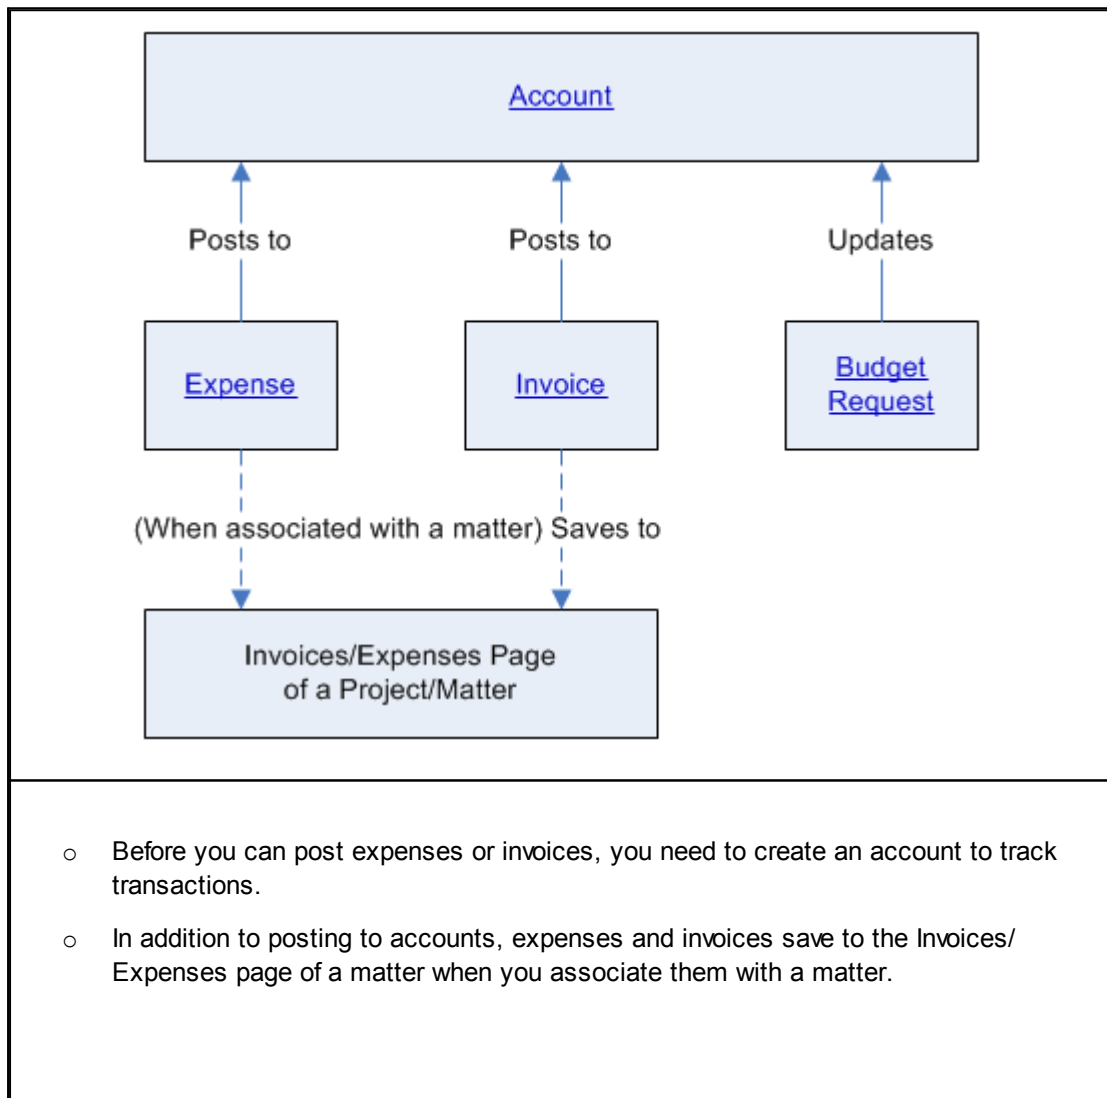 Account
Posts to
Posts to
Updates
Expense
Invoice
Budget
Request
(When associated with a matter) Saves to
Invoices/Expenses Page
of a Project/Matter
o Before you can post expenses or invoices, you need to create an account to track
transactions.
o In addition to posting to accounts, expenses and invoices save to the Invoices/
Expenses page of a matter when you associate them with a matter.